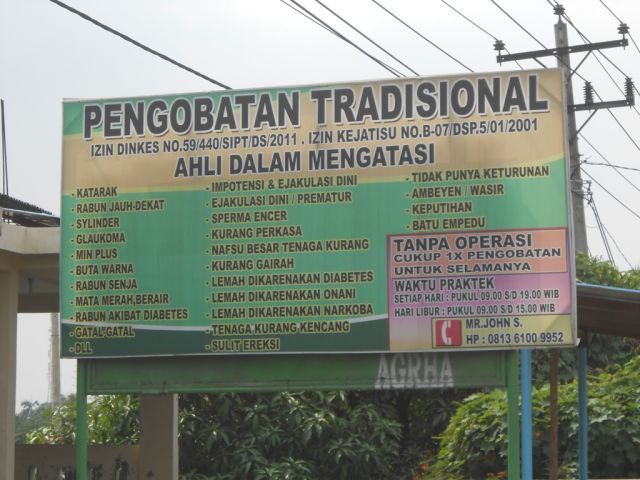 PENGOBATAN TRADISIONAL
IZIN DINKES NO.59/440/SIPT/DS/2011 . IZIN KEJATISU NO.B-07/DSP.5/01/2001
AHLI DALAM MENGATASI
- KATARAK
- RABUN JAUH-DEKAT
- SYLINDER
- GLAUKOMA
- MIN PLUS
- BUTA WARNA
- RABUN SENJA
- MATA MERAH,BERAIR
- RABUN AKIBAT DIABETES
- GATAL-GATAL
- DLL
- IMPOTENSI & EJAKULASI DINI
- EJAKULASI DINI / PREMATUR
- SPERMA ENCER
- KURANG PERKASA
- NAFSU BESAR TENAGA KURANG
- KURANG GAIRAH
- LEMAH DIKARENAKAN DIABETES
- LEMAH DIKARENAKAN ONANI
- LEMAH DIKARENAKAN NARKOBA
- TENAGA KURANG KENCANG
- SULIT EREKSI
- TIDAK PUNYA KETURUNAN
- AMBEYEN / WASIR
- KEPUTIHAN
- BATU EMPEDU
TANPA OPERASI
CUKUP 1X PENGOBATAN
UNTUK SELAMANYA
WAKTU PRAKTEK
SETIAP HARI : PUKUL 09.00 S/D 19.00 WIB
HARI LIBUR : PUKUL 09.00 S/D 15.00 WIB
MR.JOHN S.
HP : 0813 6100 9952
AGRHA